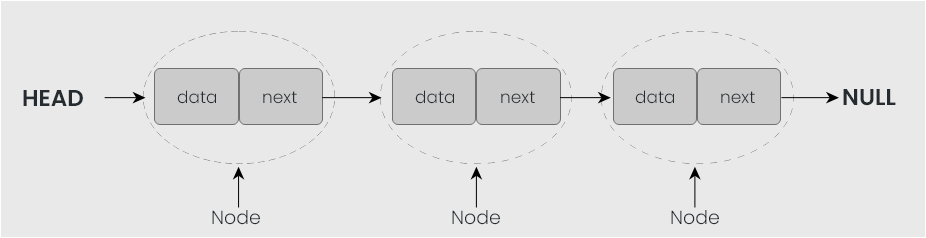 HEAD data next data next data next NULL
Node Node Node